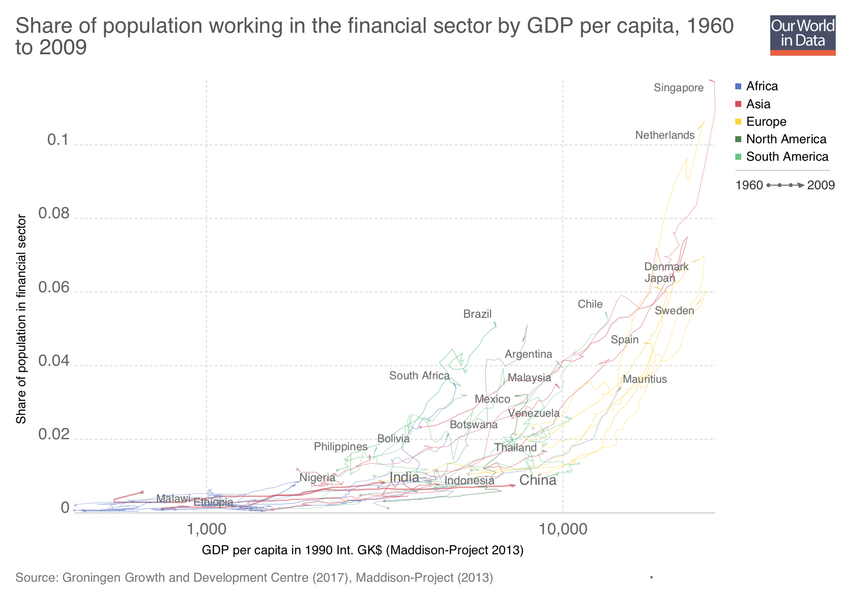 Share of population working in the financial sector by GDP per capita, 1960
to 2009
Our World
in Data
Africa
Asia
Europe
North America
South America
1960
2009
Singapore
Netherlands
0.1
0.08
0.06
0.04
0.02
0
Share of population in financial sector
Denmark
Japan
Sweden
Chile
Brazil
Spain
Argentina
South Africa
Malaysia
Mauritius
Mexico
Venezuela
Botswana
Bolivia
Philippines
Thailand
Nigeria
India
Indonesia
China
Malawi
Ethiopia
1,000
10,000
GDP per capita in 1990 Int. GK$ (Maddison-Project 2013)
Source: Groningen Growth and Development Centre (2017), Maddison-Project (2013)